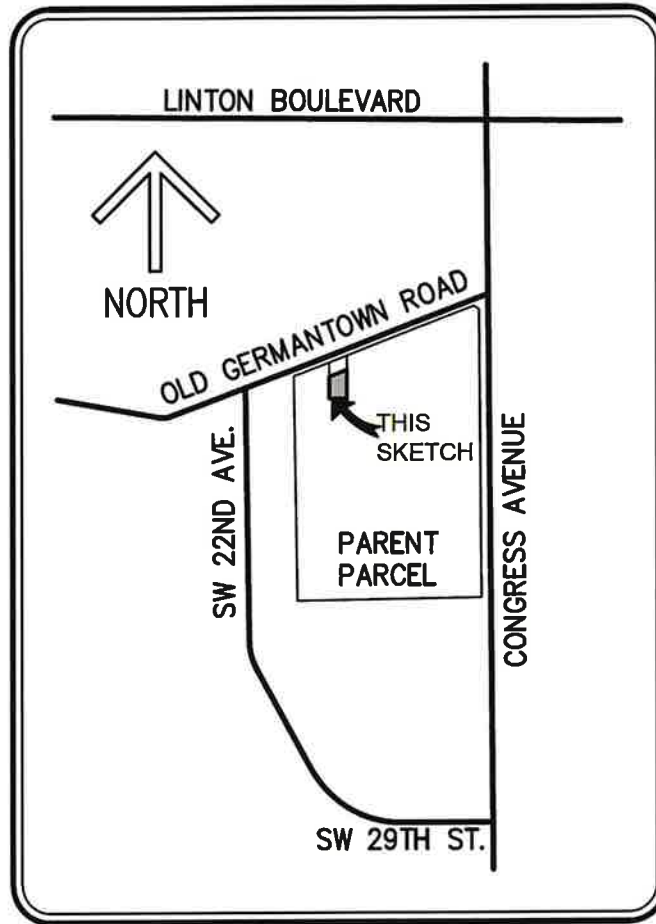 LINTON BOULEVARD
NORTH
OLD GERMANTOWN ROAD
THIS
SKETCH
SW 22ND AVE.
PARENT
PARCEL
CONGRESS AVENUE
SW 29TH ST.